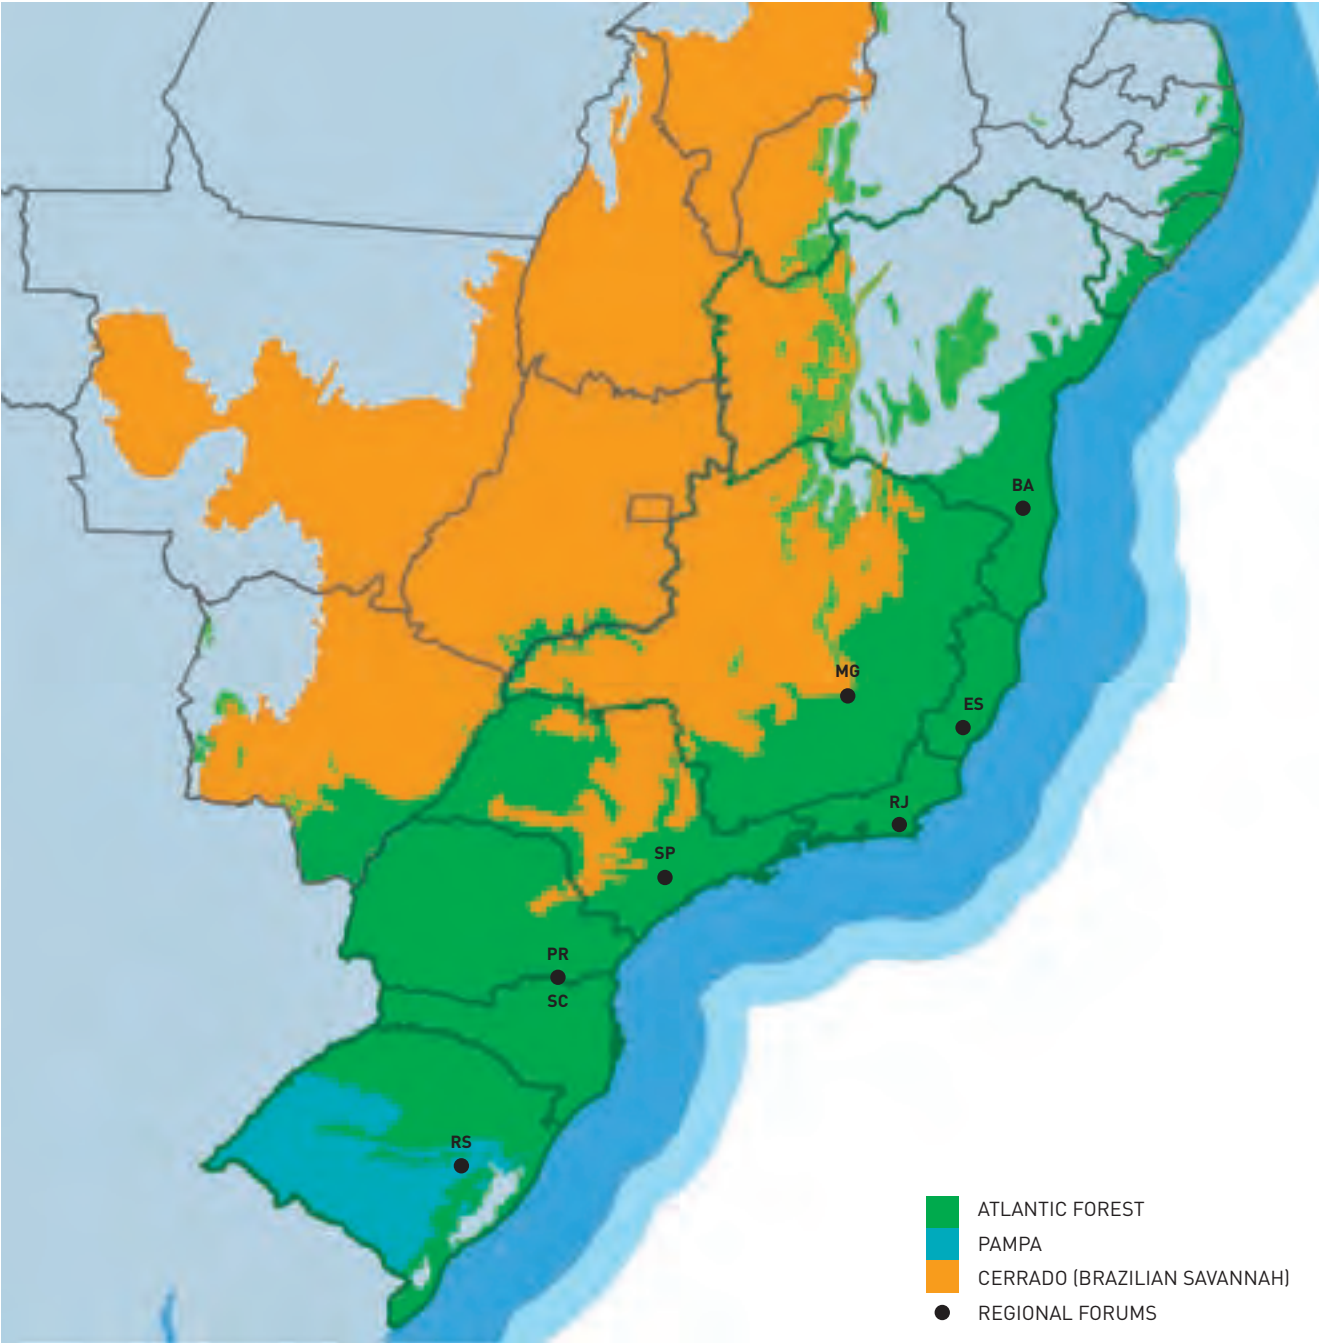 BA
MG
ES
RJ
SP
PR
SC
RS
ATLANTIC FOREST
PAMPA
CERRADO (BRAZILIAN SAVANNAH)
REGIONAL FORUMS